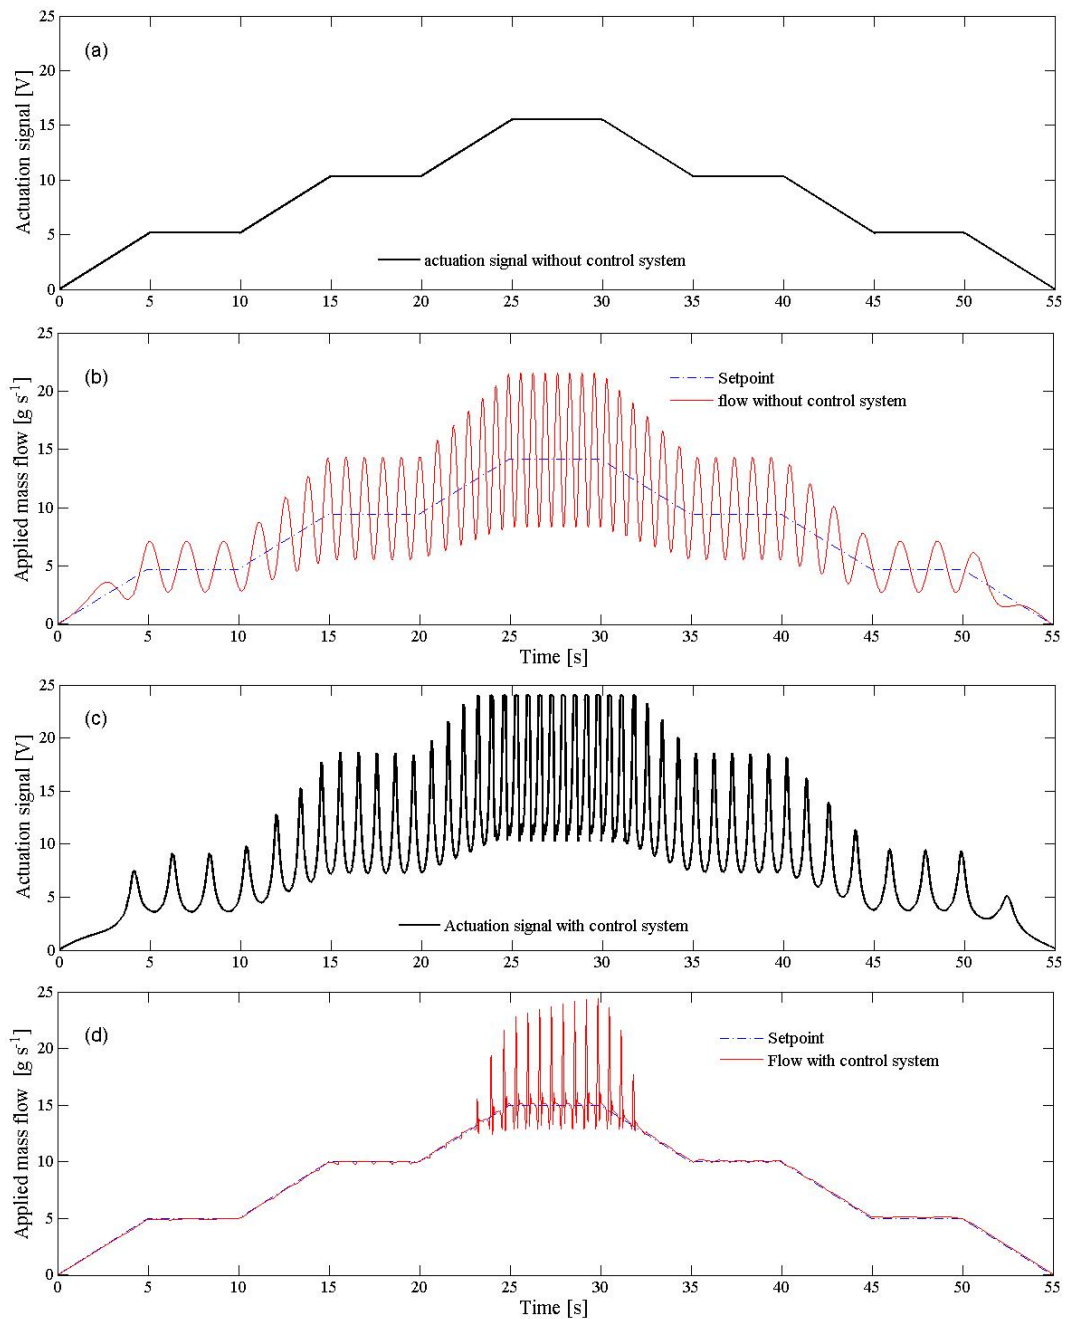 25
(a)
20
15
10
5
0
Actuation signal [V]
actuation signal without control system
0 5 10 15 20 25 30 35 40 45 50 55
25
(b)
20
15
10
5
0
Applied mass flow [g s-1]
Setpoint
flow without control system
0 5 10 15 20 25 30 35 40 45 50 55
Time [s]
25
(c)
20
15
10
5
0
Actuation signal [V]
Actuation signal with control system
0 5 10 15 20 25 30 35 40 45 50 55
25
(d)
20
15
10
5
0
Applied mass flow [g s-1]
Setpoint
Flow with control system
0 5 10 15 20 25 30 35 40 45 50 55
Time [s]